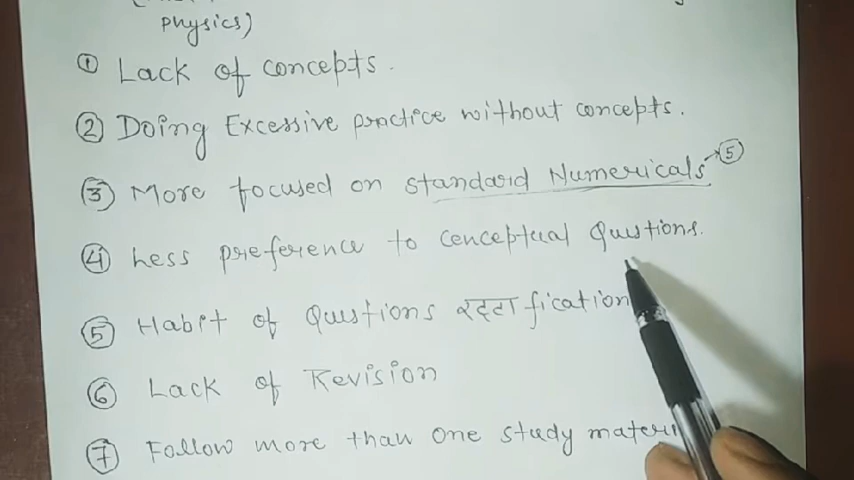 physics)
① Lack of concepts.
② Doing Excessive practice without concepts.
③ More focused on standard Numericals → ⑤
④ Less preference to conceptual Questions.
⑤ Habit of Questions रट्टा fication
⑥ Lack of Revision
⑦ Follow more than one study